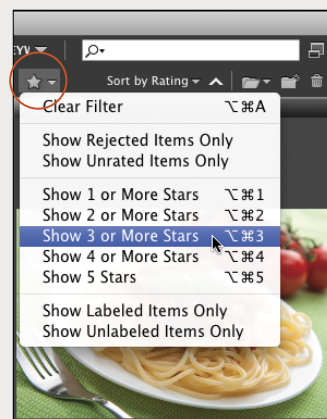 Sort by Rating
Clear Filter ⌥⌘A
Show Rejected Items Only
Show Unrated Items Only
Show 1 or More Stars ⌥⌘1
Show 2 or More Stars ⌥⌘2
Show 3 or More Stars ⌥⌘3
Show 4 or More Stars ⌥⌘4
Show 5 Stars ⌥⌘5
Show Labeled Items Only
Show Unlabeled Items Only